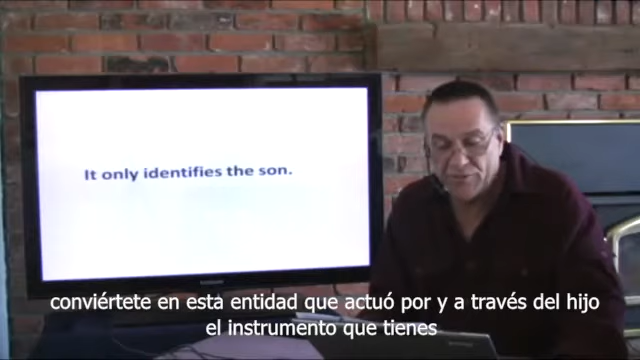 It only identifies the son.
conviértete en esta entidad que actuó por y a través del hijo
el instrumento que tienes